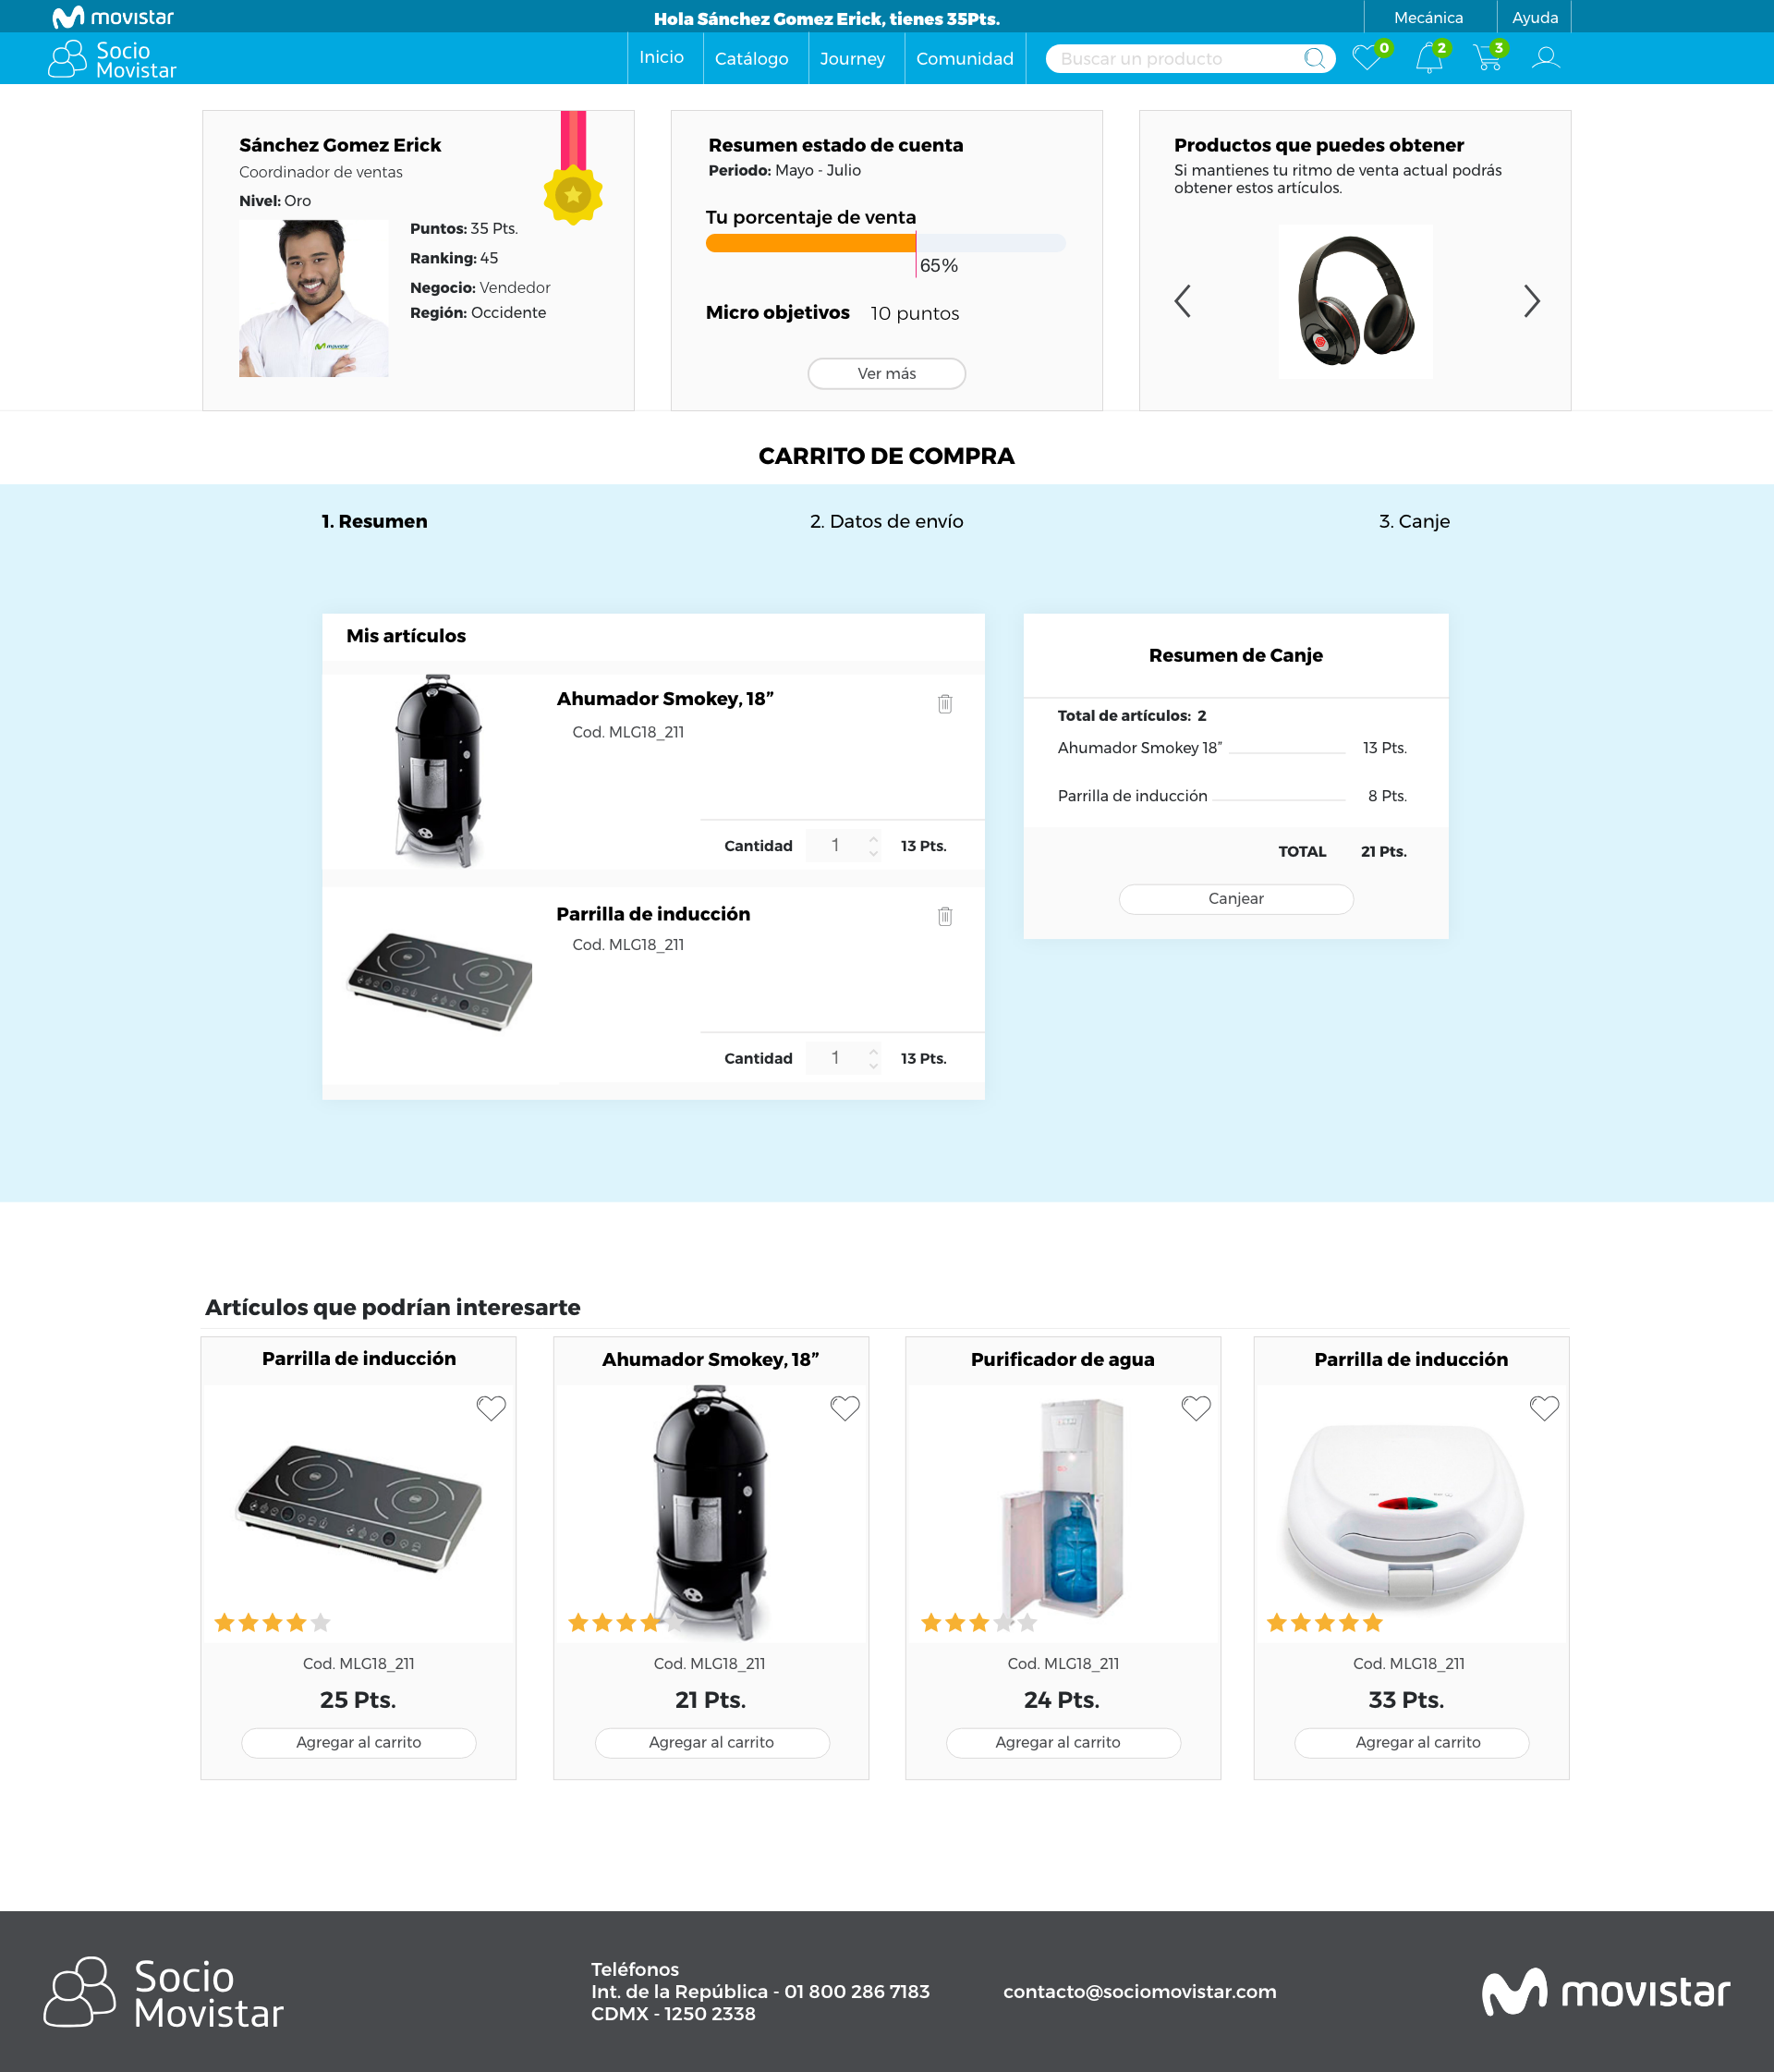 movistar
Hola Sánchez Gomez Erick, tienes 35Pts.
Mecánica
Ayuda
Socio
Movistar
Inicio
Catálogo
Journey
Comunidad
Buscar un producto
0
2
3
Sánchez Gomez Erick
Coordinador de ventas
Nivel: Oro
Puntos: 35 Pts.
Ranking: 45
Negocio: Vendedor
Región: Occidente
movistar
Resumen estado de cuenta
Periodo: Mayo - Julio
Tu porcentaje de venta
65%
Micro objetivos 10 puntos
Ver más
Productos que puedes obtener
Si mantienes tu ritmo de venta actual podrás
obtener estos artículos.
CARRITO DE COMPRA
1. Resumen
2. Datos de envío
3. Canje
Mis artículos
Ahumador Smokey, 18”
Cod. MLG18_211
Cantidad 1 13 Pts.
Parrilla de inducción
Cod. MLG18_211
Cantidad 1 13 Pts.
Resumen de Canje
Total de artículos: 2
Ahumador Smokey 18” 13 Pts.
Parrilla de inducción 8 Pts.
TOTAL 21 Pts.
Canjear
Artículos que podrían interesarte
Parrilla de inducción
Cod. MLG18_211
25 Pts.
Agregar al carrito
Ahumador Smokey, 18”
Cod. MLG18_211
21 Pts.
Agregar al carrito
Purificador de agua
Cod. MLG18_211
24 Pts.
Agregar al carrito
Parrilla de inducción
Cod. MLG18_211
33 Pts.
Agregar al carrito
Socio
Movistar
Teléfonos
Int. de la República - 01 800 286 7183
CDMX - 1250 2338
contacto@sociomovistar.com
movistar